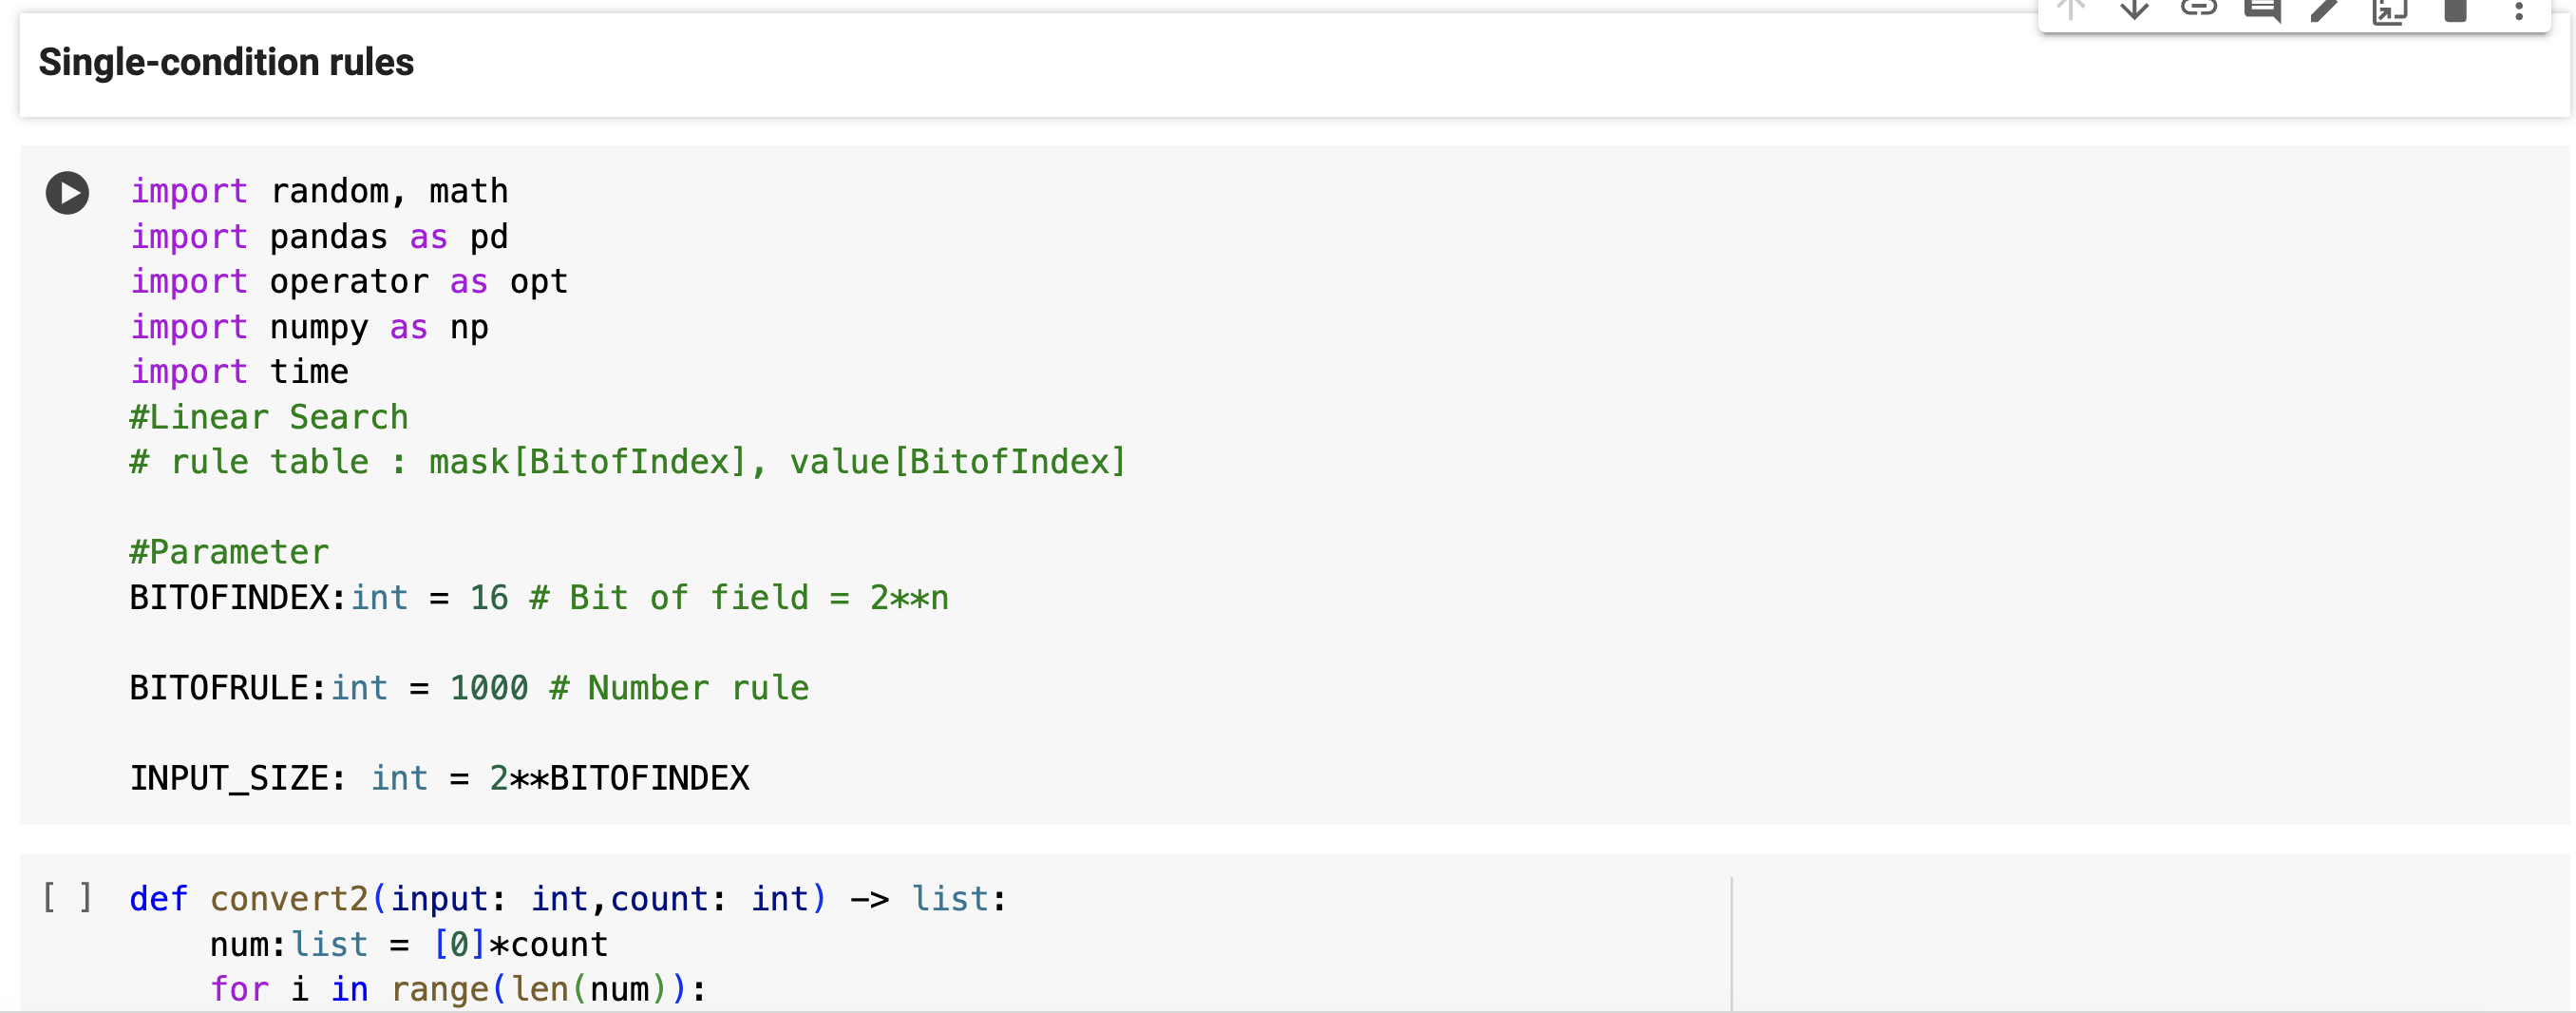 Single-condition rules
import random, math
import pandas as pd
import operator as opt
import numpy as np
import time
#Linear Search
# rule table : mask[BitofIndex], value[BitofIndex]
#Parameter
BITOFINDEX:int = 16 # Bit of field = 2**n
BITOFRULE:int = 1000 # Number rule
INPUT_SIZE: int = 2**BITOFINDEX
[ ] def convert2(input: int,count: int) -> list:
num:list = [0]*count
for i in range(len(num)):